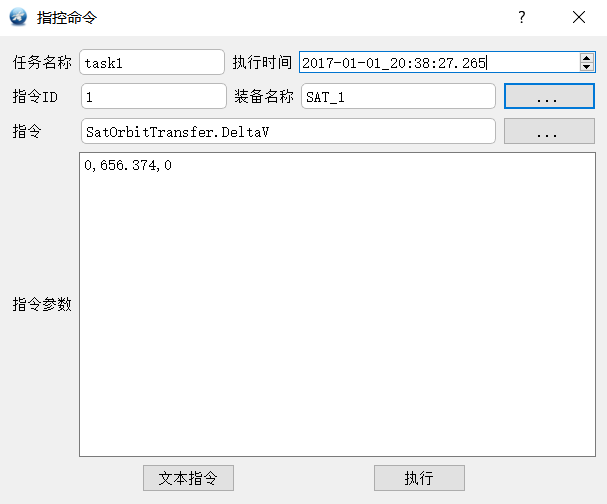 指控命令 ?
任务名称 task1 执行时间 2017-01-01_20:38:27.265
指令ID 1 装备名称 SAT_1 ...
指令 SatOrbitTransfer.DeltaV ...
0,656.374,0
指令参数
文本指令 执行